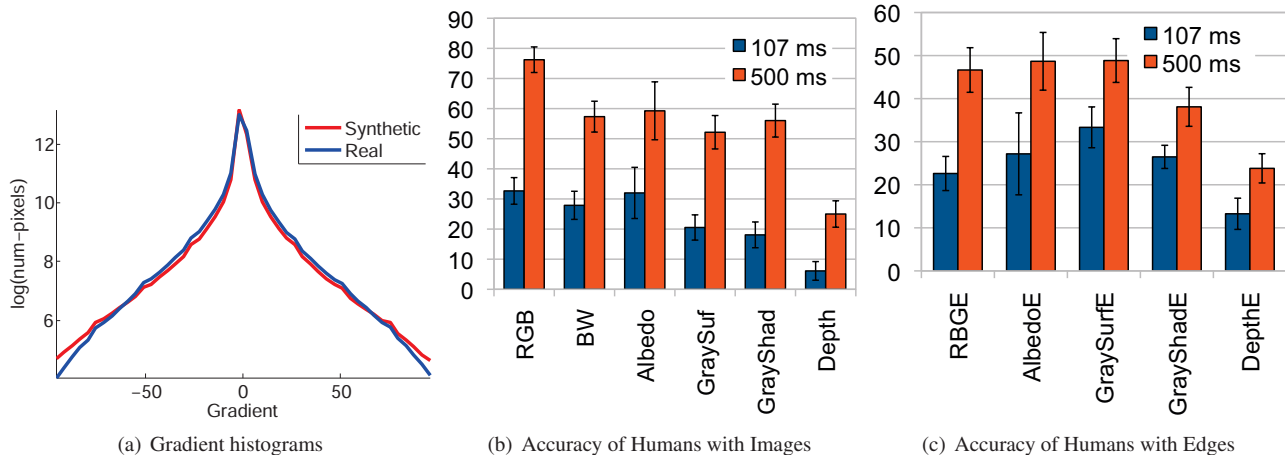 12
10
8
6
log(num-pixels)
Synthetic
Real
-50
0
50
Gradient
(a) Gradient histograms
90
80
70
60
50
40
30
20
10
0
107 ms
500 ms
RGB
BW
Albedo
GraySuf
GrayShad
Depth
(b) Accuracy of Humans with Images
60
50
40
30
20
10
0
107 ms
500 ms
RBGE
AlbedoE
GraySurfE
GrayShadE
DepthE
(c) Accuracy of Humans with Edges